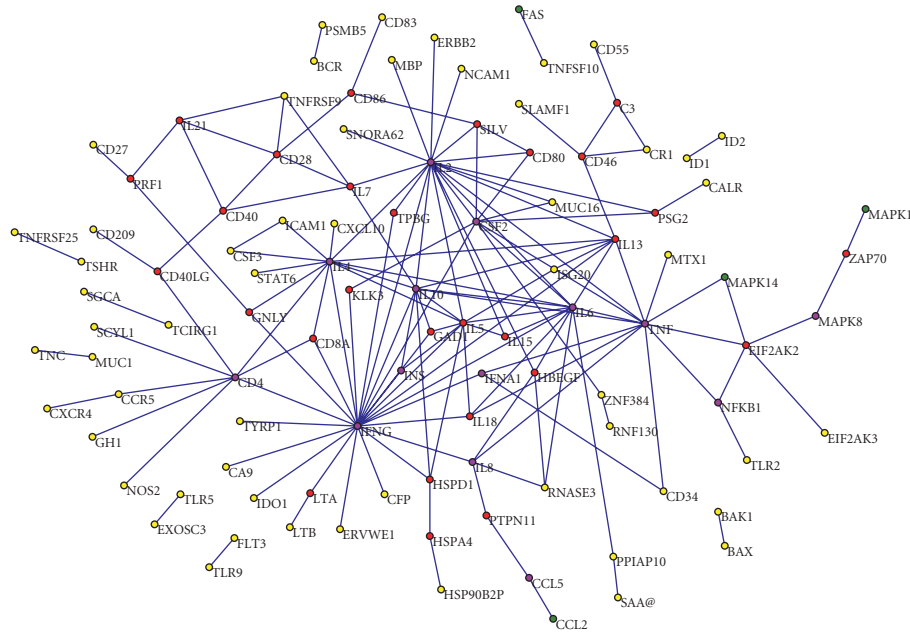 FAS
CD83
PSMB5
ERBB2
CD55
BCR
MBP
NCAM1
TNFSF10
TNFRSF9
CD86
SLAMF1
C3
IL21
SNORA62
SILV
ID2
CD27
CD28
IL2
CD80
CD46
CR1
ID1
PRF1
IL7
CALR
CD40
TPBG
MUC16
PSG2
MAPK1
TNFRSF25
CD209
ICAM1
CXCL10
CSF2
IL13
TSHR
CD40LG
CSF3
IL4
ISG20
MTX1
ZAP70
SGCA
STAT6
KLK3
IL10
MAPK14
SCYL1
TCIRG1
GNLY
IL5
IL6
TNF
MAPK8
TNC
MUC1
CD8A
GAD1
IL15
EIF2AK2
CD4
INS
IFNA1
HBEGF
CXCR4
CCR5
ZNF384
NFKB1
GH1
TYRP1
IFNG
IL18
RNF130
EIF2AK3
CA9
IL8
TLR2
NOS2
TLR5
IDO1
LTA
CFP
HSPD1
RNASE3
CD34
EXOSC3
FLT3
LTB
ERVWE1
PTPN11
BAK1
TLR9
HSPA4
PPIAP10
BAX
HSP90B2P
CCL5
SAA@
CCL2